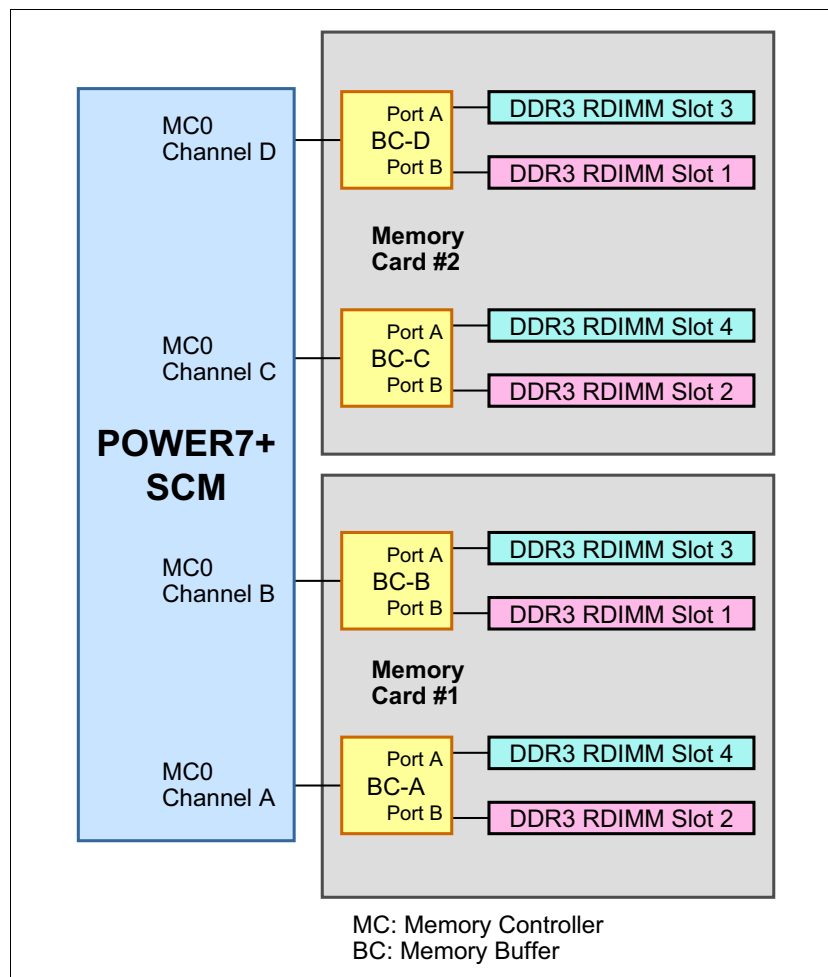 MC0
Channel D
Port A
BC-D
Port B
DDR3 RDIMM Slot 3
DDR3 RDIMM Slot 1
Memory
Card #2
MC0
Channel C
Port A
BC-C
Port B
DDR3 RDIMM Slot 4
DDR3 RDIMM Slot 2
POWER7+
SCM
MC0
Channel B
Port A
BC-B
Port B
DDR3 RDIMM Slot 3
DDR3 RDIMM Slot 1
Memory
Card #1
MC0
Channel A
Port A
BC-A
Port B
DDR3 RDIMM Slot 4
DDR3 RDIMM Slot 2
MC: Memory Controller
BC: Memory Buffer